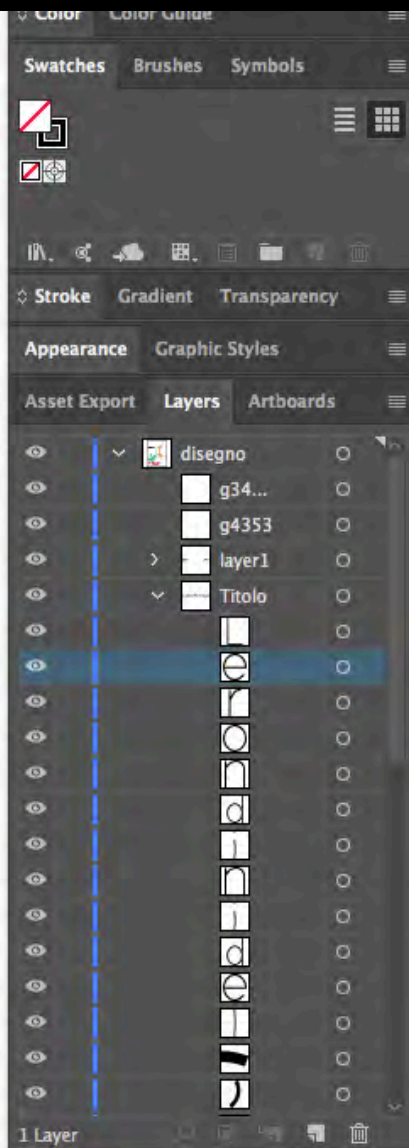 Color Color Guide
Swatches Brushes Symbols
Stroke Gradient Transparency
Appearance Graphic Styles
Asset Export Layers Artboards
disegno
g34...
g4353
layer1
Titolo
L
e
r
o
n
d
i
n
i
d
e
l
1 Layer